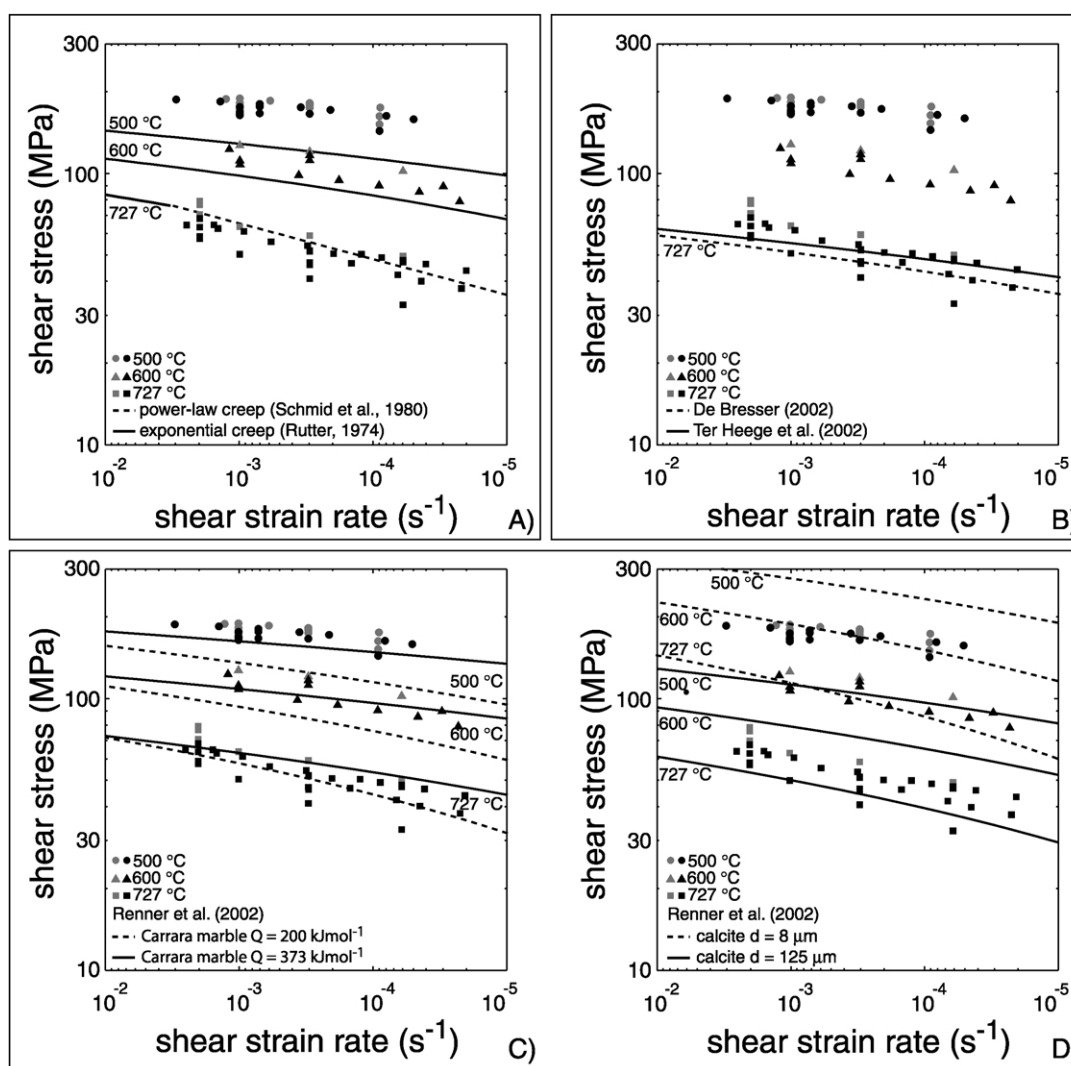 300
100
30
10
shear stress (MPa)
500 °C
600 °C
727 °C
500 °C
600 °C
727 °C
power-law creep (Schmid et al., 1980)
exponential creep (Rutter, 1974)
10-2 10-3 10-4 10-5
shear strain rate (s-1)
A)
300
100
30
10
shear stress (MPa)
727 °C
500 °C
600 °C
727 °C
De Bresser (2002)
Ter Heege et al. (2002)
10-2 10-3 10-4 10-5
shear strain rate (s-1)
B)
300
100
30
10
shear stress (MPa)
500 °C
600 °C
727 °C
500 °C
600 °C
727 °C
Renner et al. (2002)
Carrara marble Q = 200 kJmol-1
Carrara marble Q = 373 kJmol-1
10-2 10-3 10-4 10-5
shear strain rate (s-1)
C)
300
100
30
10
shear stress (MPa)
500 °C
600 °C
727 °C
500 °C
600 °C
727 °C
500 °C
600 °C
727 °C
Renner et al. (2002)
calcite d = 8 μm
calcite d = 125 μm
10-2 10-3 10-4 10-5
shear strain rate (s-1)
D